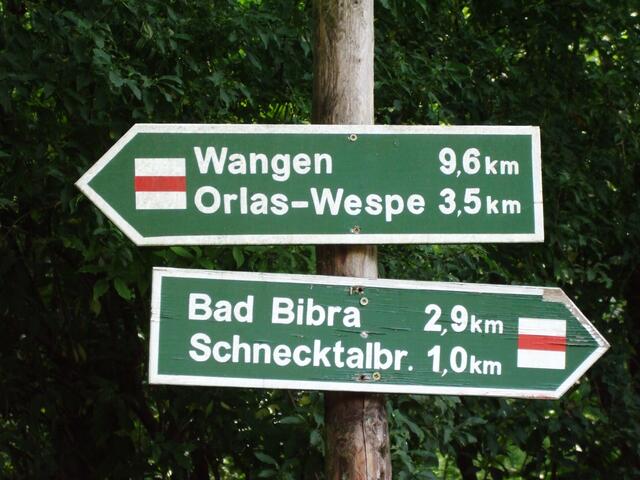 Wangen 9,6 km
Orlas-Wespe 3,5 km
Bad Bibra 2,9 km
Schnecktalbr. 1,0 km